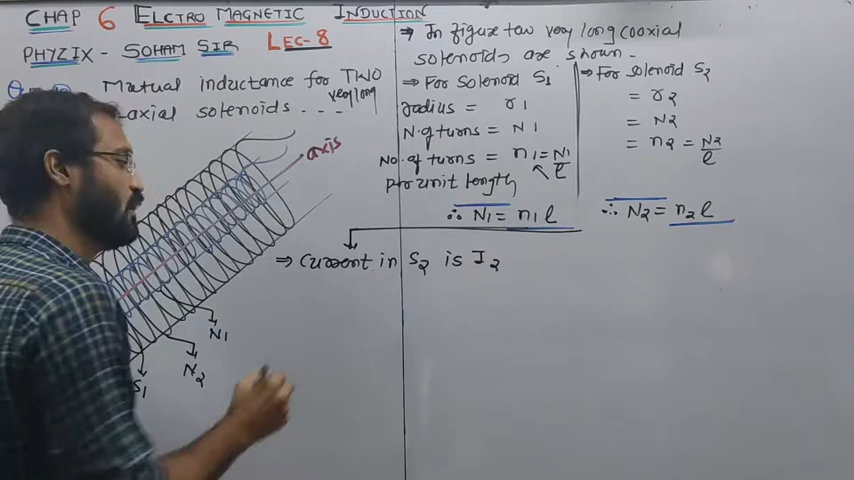 CHAP 6 ELCTRO MAGNETIC INDUCTION
PHYZIX - SOHAM SIR LEC-8
Mutual inductance for TWO
very long
-axial solenoids - - -
axis
N1
N2
S1
⇒ In figure two very long coaxial
solenoids are shown.
⇒ For Solenoid S1
radius = r1
N.of turns = N1
No. of turns = n1 = N1/l
per unit length
∴ N1 = n1 l
⇒ For Solenoid S2
= r2
= N2
= n2 = N2/l
∴ N2 = n2 l
⇒ Current in S2 is I2